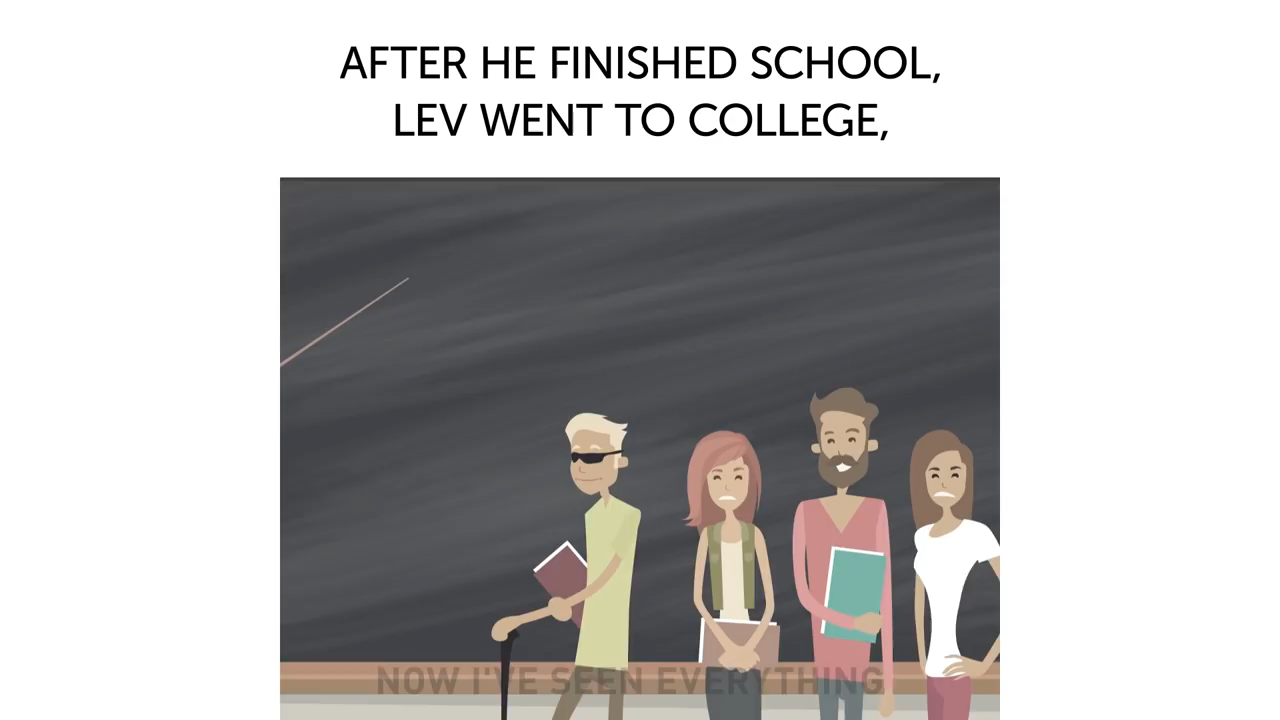 AFTER HE FINISHED SCHOOL,
LEV WENT TO COLLEGE,
NOW I'VE SEEN EVERYTHING